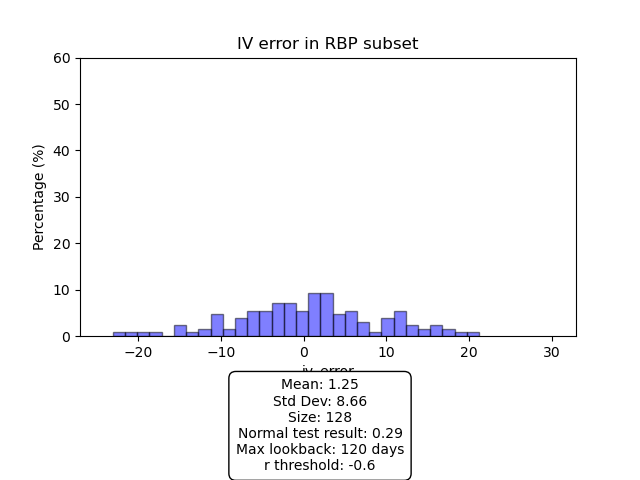 IV error in RBP subset
60
50
40
30
20
10
0
Percentage (%)
−20
−10
0
10
20
30
iv_error
Mean: 1.25
Std Dev: 8.66
Size: 128
Normal test result: 0.29
Max lookback: 120 days
r threshold: -0.6